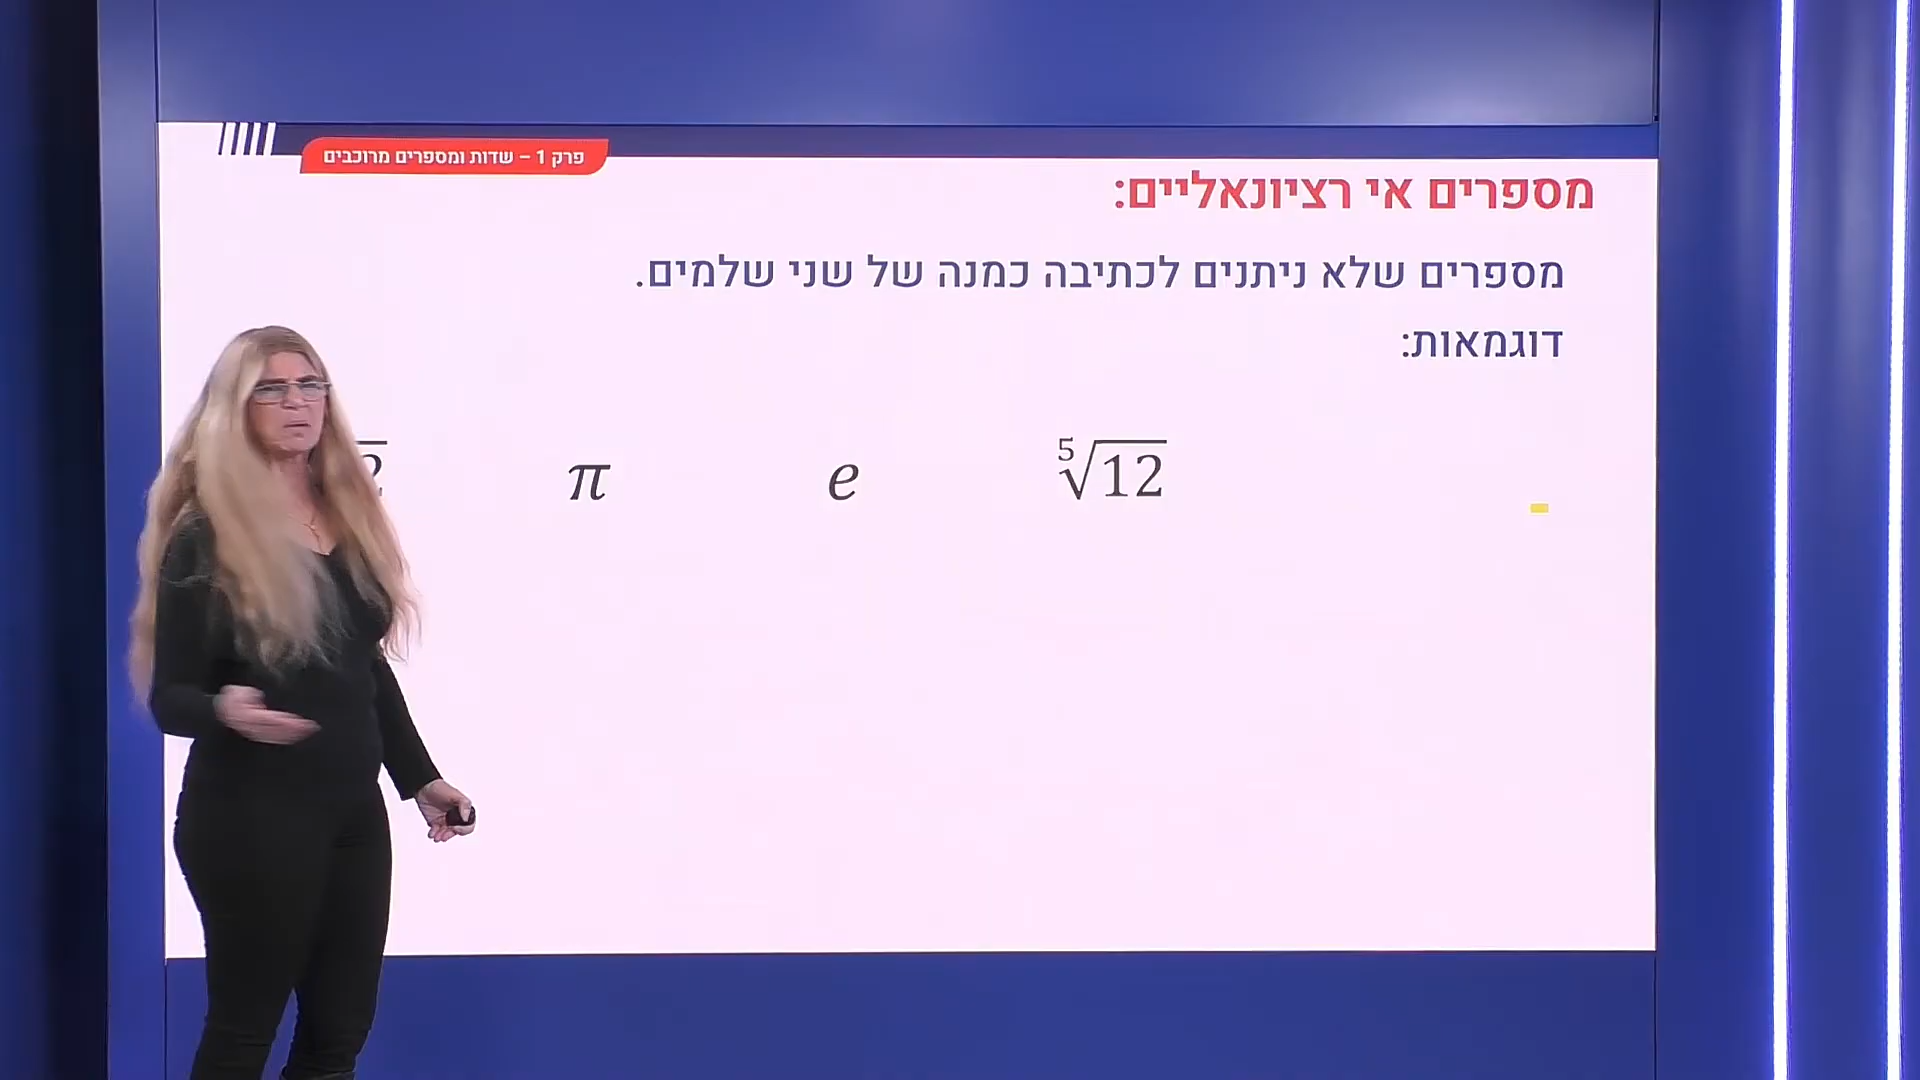 פרק 1 – שדות ומספרים מרוכבים
מספרים אי רציונאליים:
מספרים שלא ניתנים לכתיבה כמנה של שני שלמים.
דוגמאות:
2 π e ⁵√12